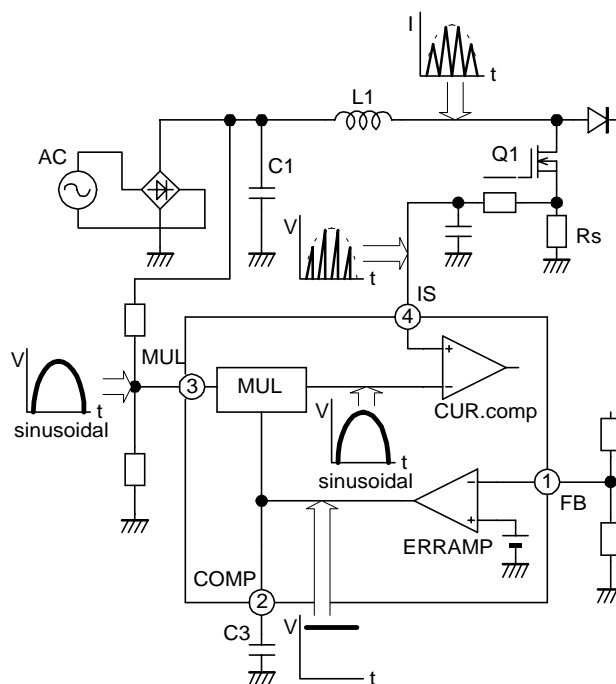 I
t
L1
AC
C1
Q1
V
t
Rs
IS
4
MUL
V
t
sinusoidal
3
MUL
CUR.comp
+
−
V
t
sinusoidal
1
FB
−
+
ERRAMP
COMP
2
C3
V
t